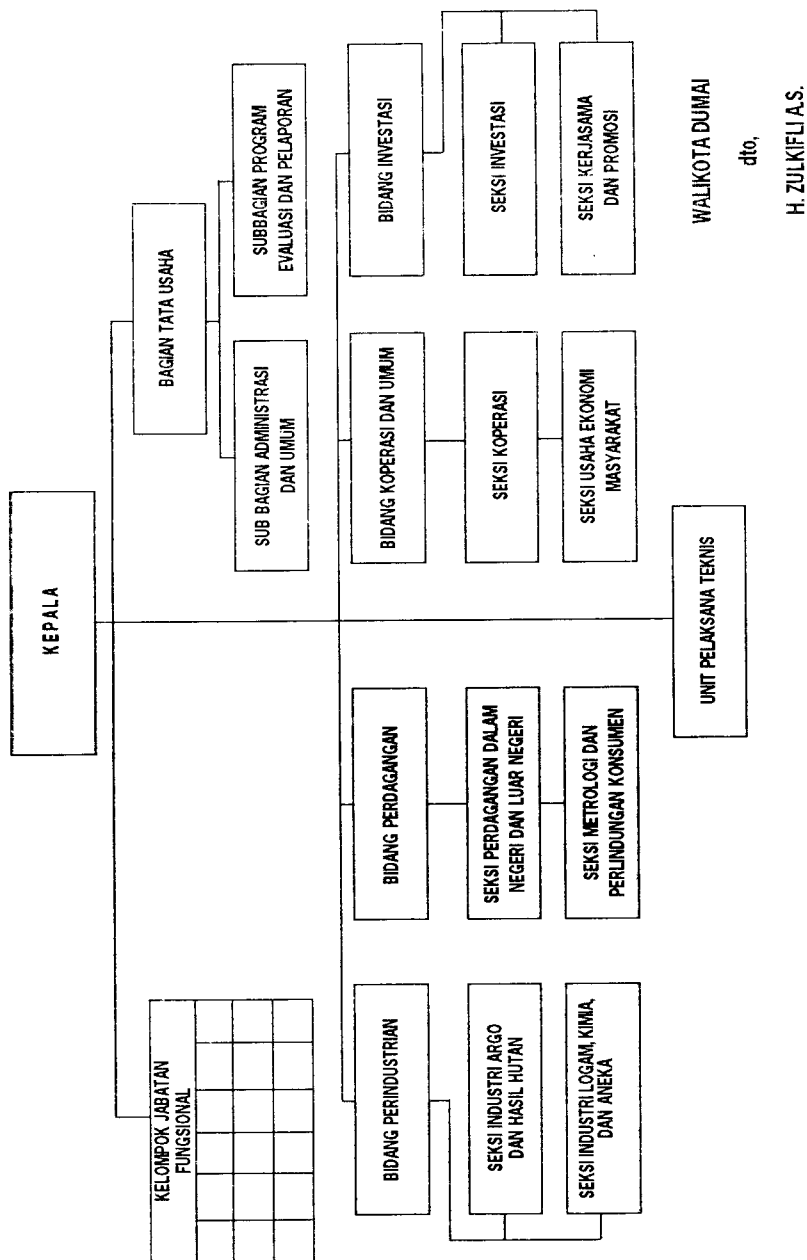 KEPALA
KELOMPOK JABATAN
FUNGSIONAL
BAGIAN TATA USAHA
SUB BAGIAN ADMINISTRASI
DAN UMUM
SUBBAGIAN PROGRAM
EVALUASI DAN PELAPORAN
BIDANG PERINDUSTRIAN
BIDANG PERDAGANGAN
BIDANG KOPERASI DAN UMUM
BIDANG INVESTASI
SEKSI INDUSTRI ARGO
DAN HASIL HUTAN
SEKSI PERDAGANGAN DALAM
NEGERI DAN LUAR NEGERI
SEKSI KOPERASI
SEKSI INVESTASI
SEKSI INDUSTRI LOGAM, KIMIA,
DAN ANEKA
SEKSI METROLOGI DAN
PERLINDUNGAN KONSUMEN
SEKSI USAHA EKONOMI
MASYARAKAT
SEKSI KERJASAMA
DAN PROMOSI
UNIT PELAKSANA TEKNIS
WALIKOTA DUMAI
dto,
H. ZULKIFLI A.S.